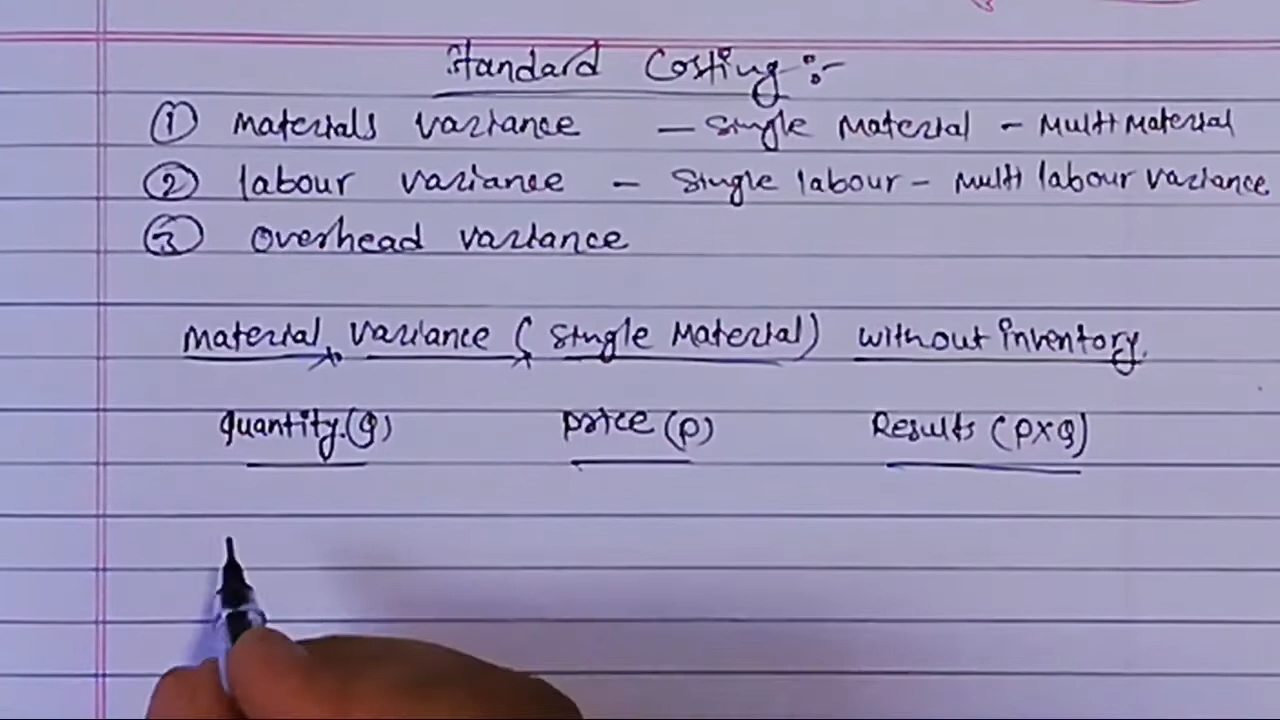 Standard Costing :-
① Materials variance - Single Material - Multi Material
② labour variance - Single labour - Multi labour variance
③ overhead variance
Material variance (Single Material) without inventory.
Quantity.(Q) Price (P) Results (P×Q)